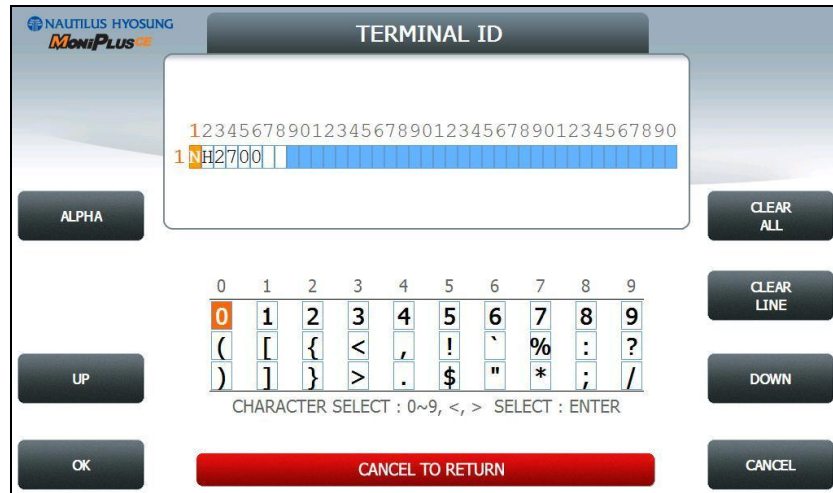 NAUTILUS HYOSUNG
MONiPLUSCE
TERMINAL ID
1234567890123456789012345678901234567890
1 NH2700
ALPHA
CLEAR
ALL
0 1 2 3 4 5 6 7 8 9
0 1 2 3 4 5 6 7 8 9
( [ { < , ! ` % : ?
) ] } > . $ " * ; /
CLEAR
LINE
UP
DOWN
CHARACTER SELECT : 0~9, <, > SELECT : ENTER
OK
CANCEL TO RETURN
CANCEL